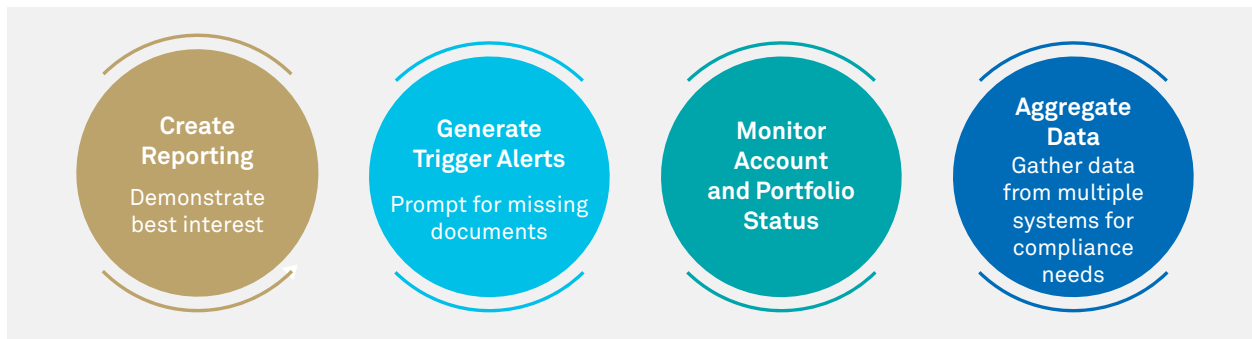 Create
Reporting
Demonstrate
best interest
Generate
Trigger Alerts
Prompt for missing
documents
Monitor
Account
and Portfolio
Status
Aggregate
Data
Gather data
from multiple
systems for
compliance
needs